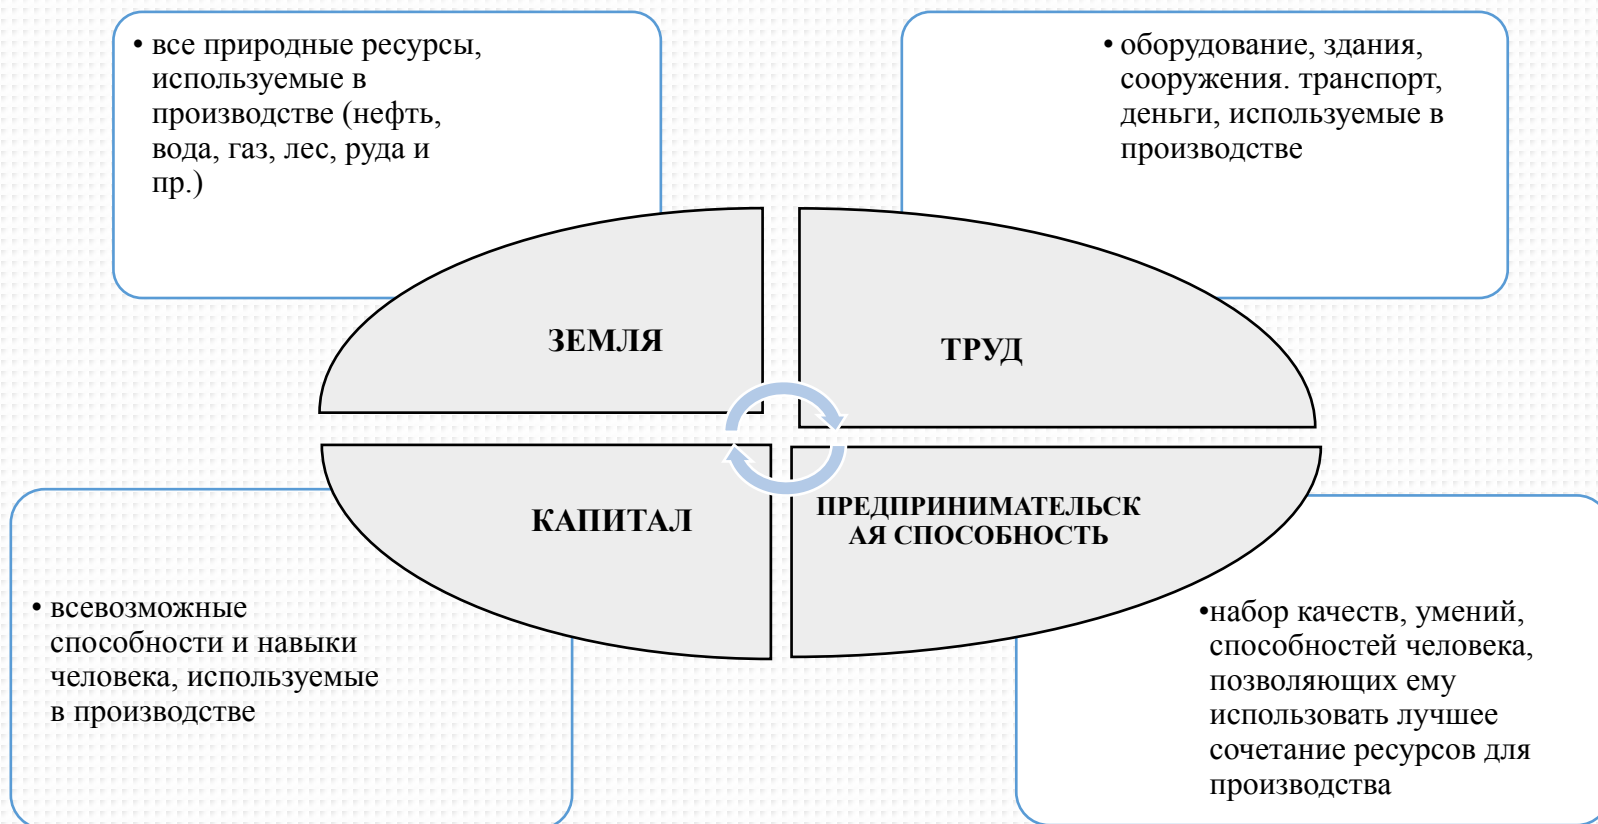 • все природные ресурсы,
используемые в
производстве (нефть,
вода, газ, лес, руда и
пр.)
• оборудование, здания,
сооружения. транспорт,
деньги, используемые в
производстве
ЗЕМЛЯ
ТРУД
КАПИТАЛ
ПРЕДПРИНИМАТЕЛЬСК
АЯ СПОСОБНОСТЬ
• всевозможные
способности и навыки
человека, используемые
в производстве
•набор качеств, умений,
способностей человека,
позволяющих ему
использовать лучшее
сочетание ресурсов для
производства